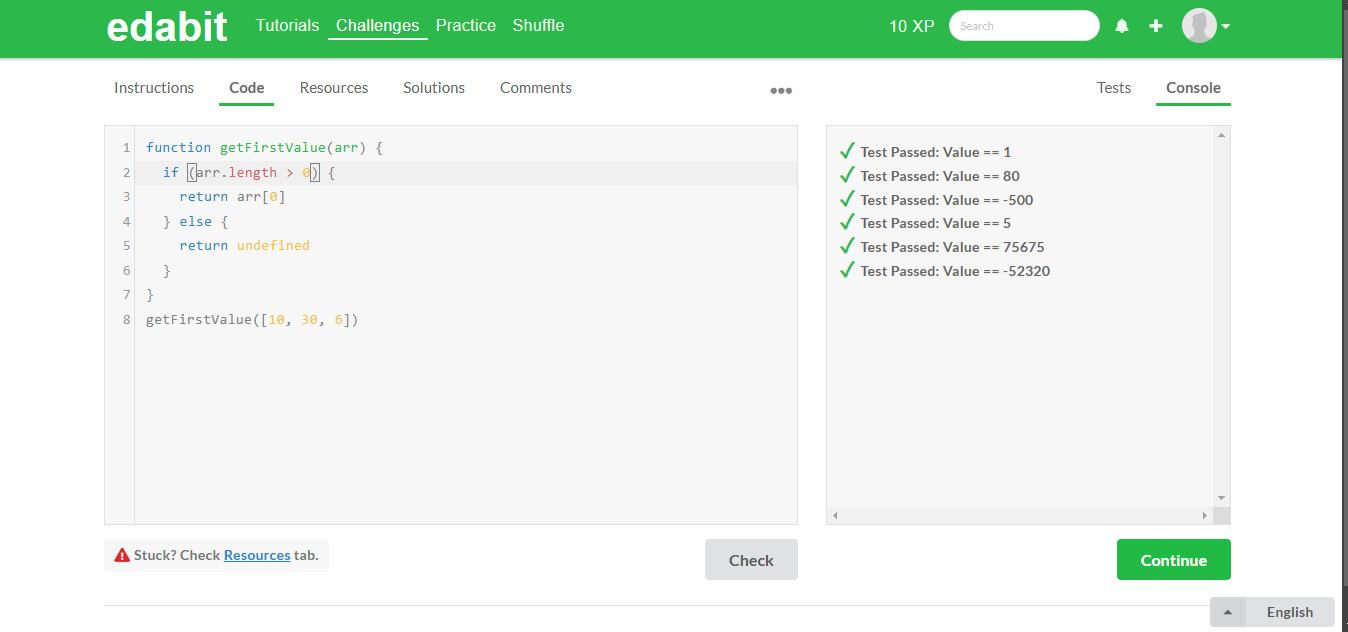 edabit Tutorials Challenges Practice Shuffle 10 XP Search
Instructions Code Resources Solutions Comments ••• Tests Console
1 function getFirstValue(arr) {
2   if (arr.length > 0) {
3     return arr[0]
4   } else {
5     return undefined
6   }
7 }
8 getFirstValue([10, 30, 6])
Test Passed: Value == 1
Test Passed: Value == 80
Test Passed: Value == -500
Test Passed: Value == 5
Test Passed: Value == 75675
Test Passed: Value == -52320
Stuck? Check Resources tab.
Check
Continue
English